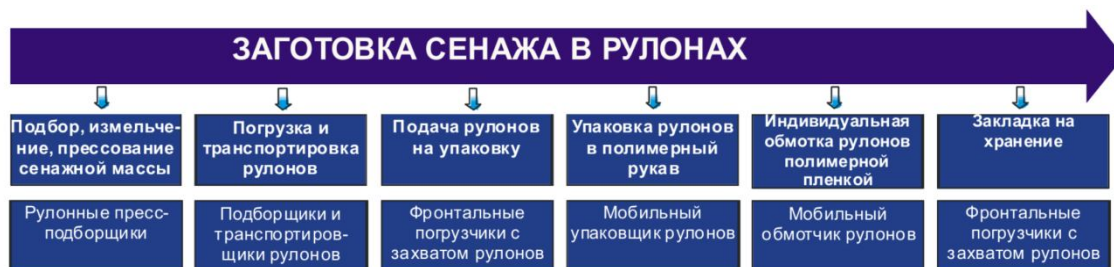 ЗАГОТОВКА СЕНАЖА В РУЛОНАХ
Подбор, измельче-
ние, прессование
сенажной массы
Погрузка и
транспортировка
рулонов
Подача рулонов
на упаковку
Упаковка рулонов
в полимерный
рукав
Индивидуальная
обмотка рулонов
полимерной
пленкой
Закладка на
хранение
Рулонные пресс-
подборщики
Подборщики и
транспортиров-
щики рулонов
Фронтальные
погрузчики с
захватом рулонов
Мобильный
упаковщик рулонов
Мобильный
обмотчик рулонов
Фронтальные
погрузчики с
захватом рулонов